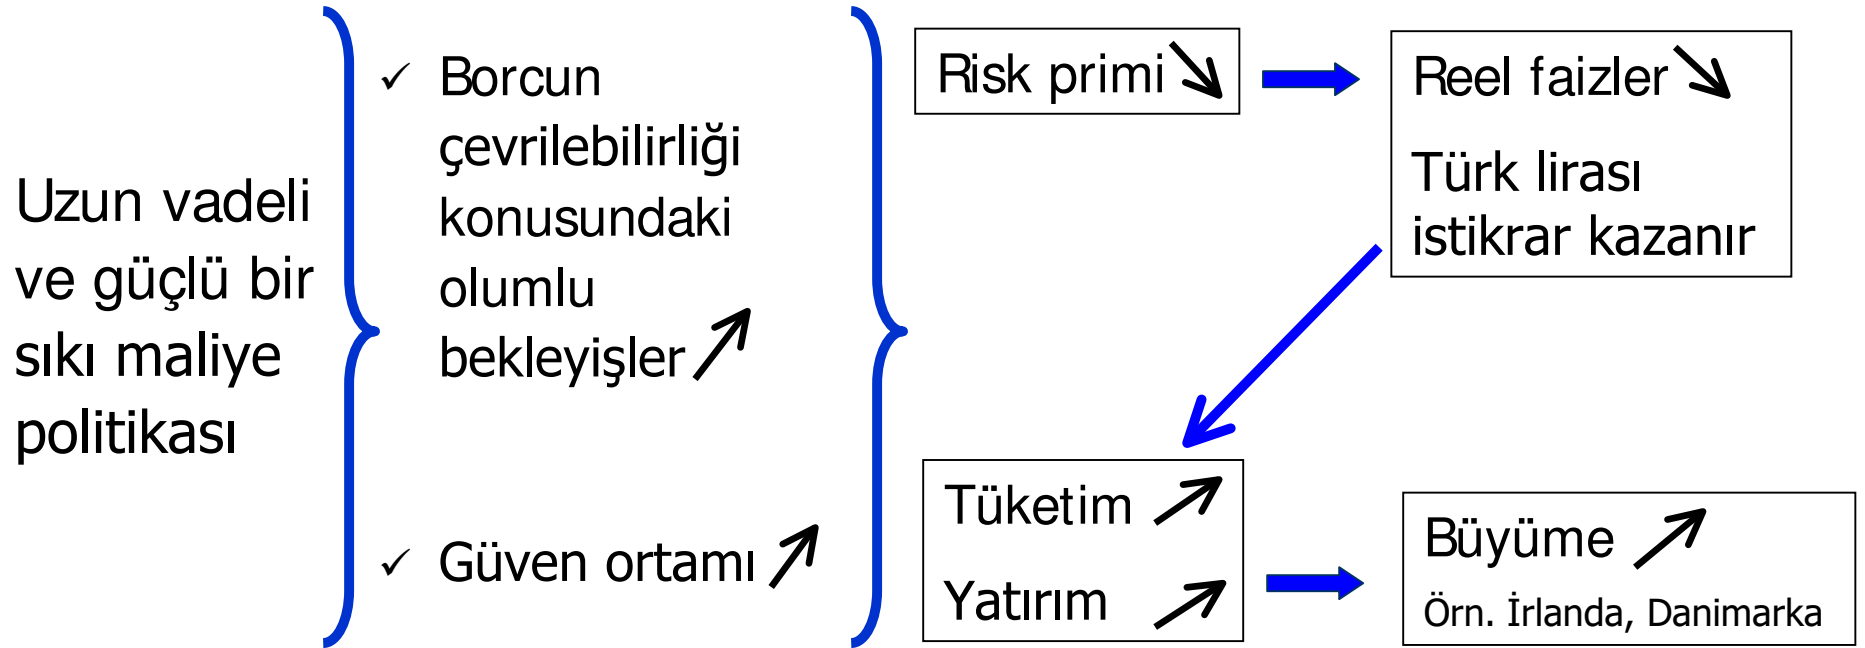 Uzun vadeli
ve güçlü bir
sıkı maliye
politikası
✓ Borcun
çevrilebilirliği
konusundaki
olumlu
bekleyişler
✓ Güven ortamı
Risk primi
Reel faizler
Türk lirası
istikrar kazanır
Tüketim
Yatırım
Büyüme
Örn. İrlanda, Danimarka